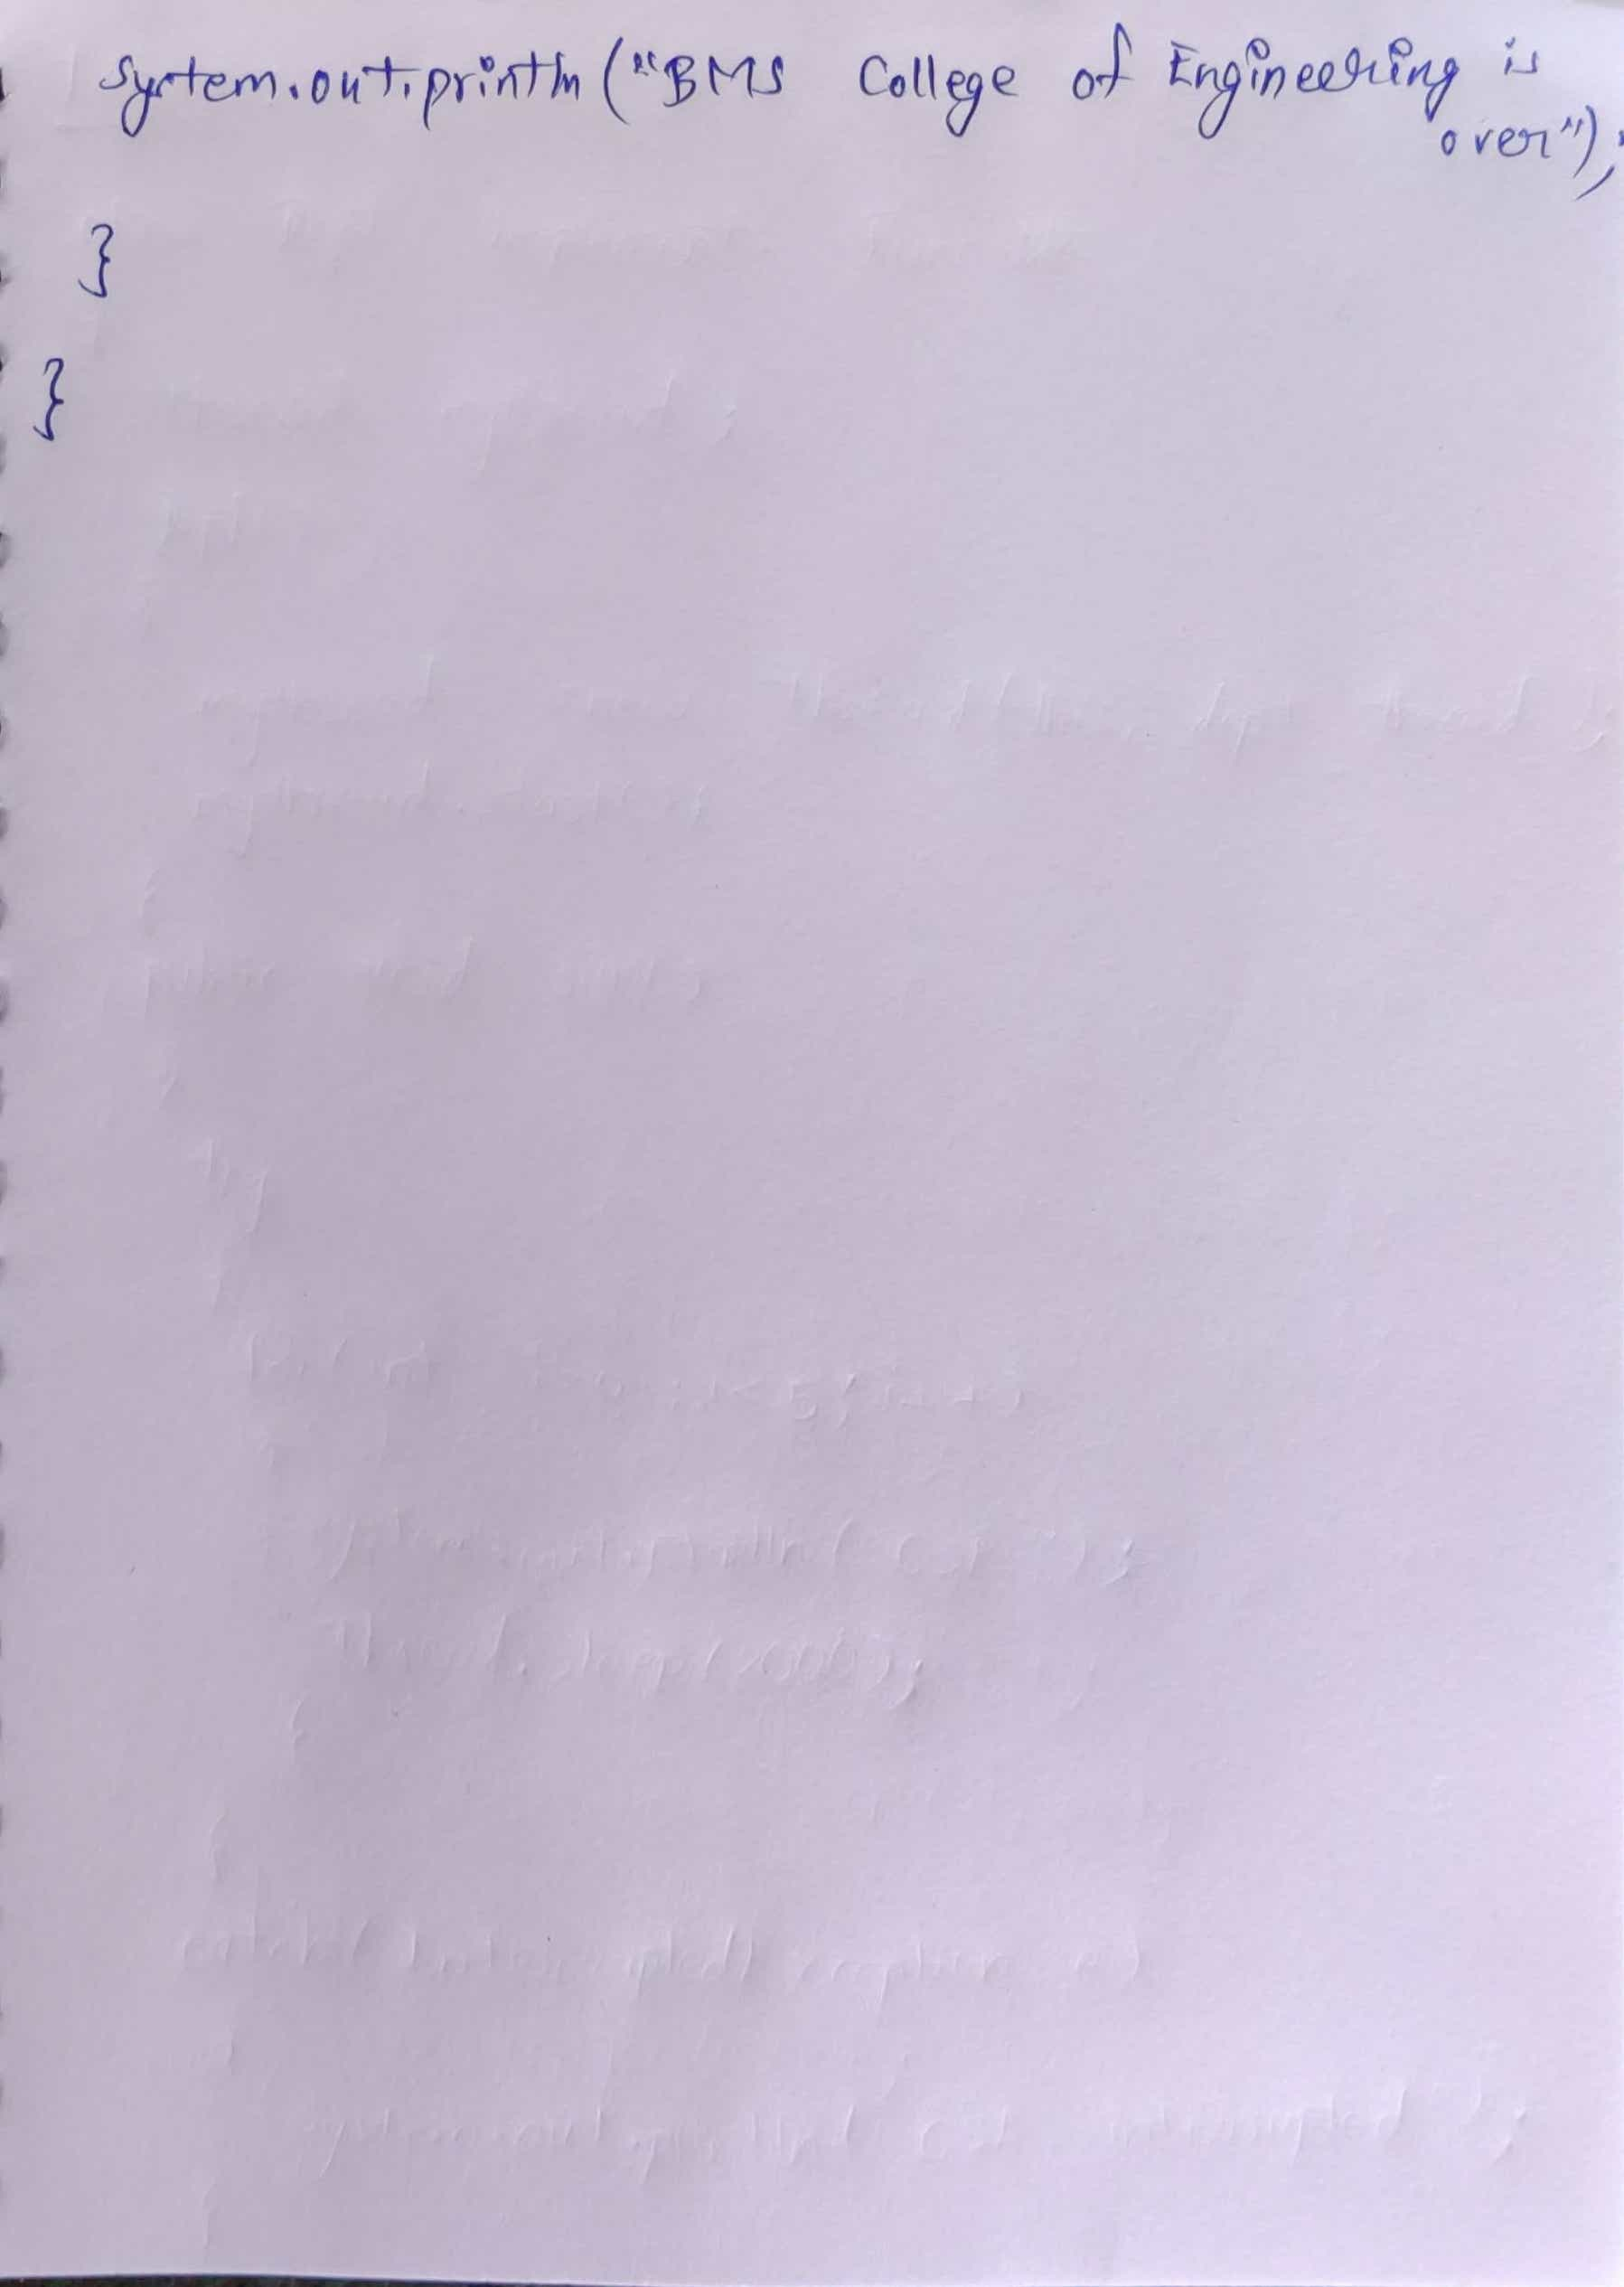 System.out.println ("BMS College of Engineering is
over");
}
}